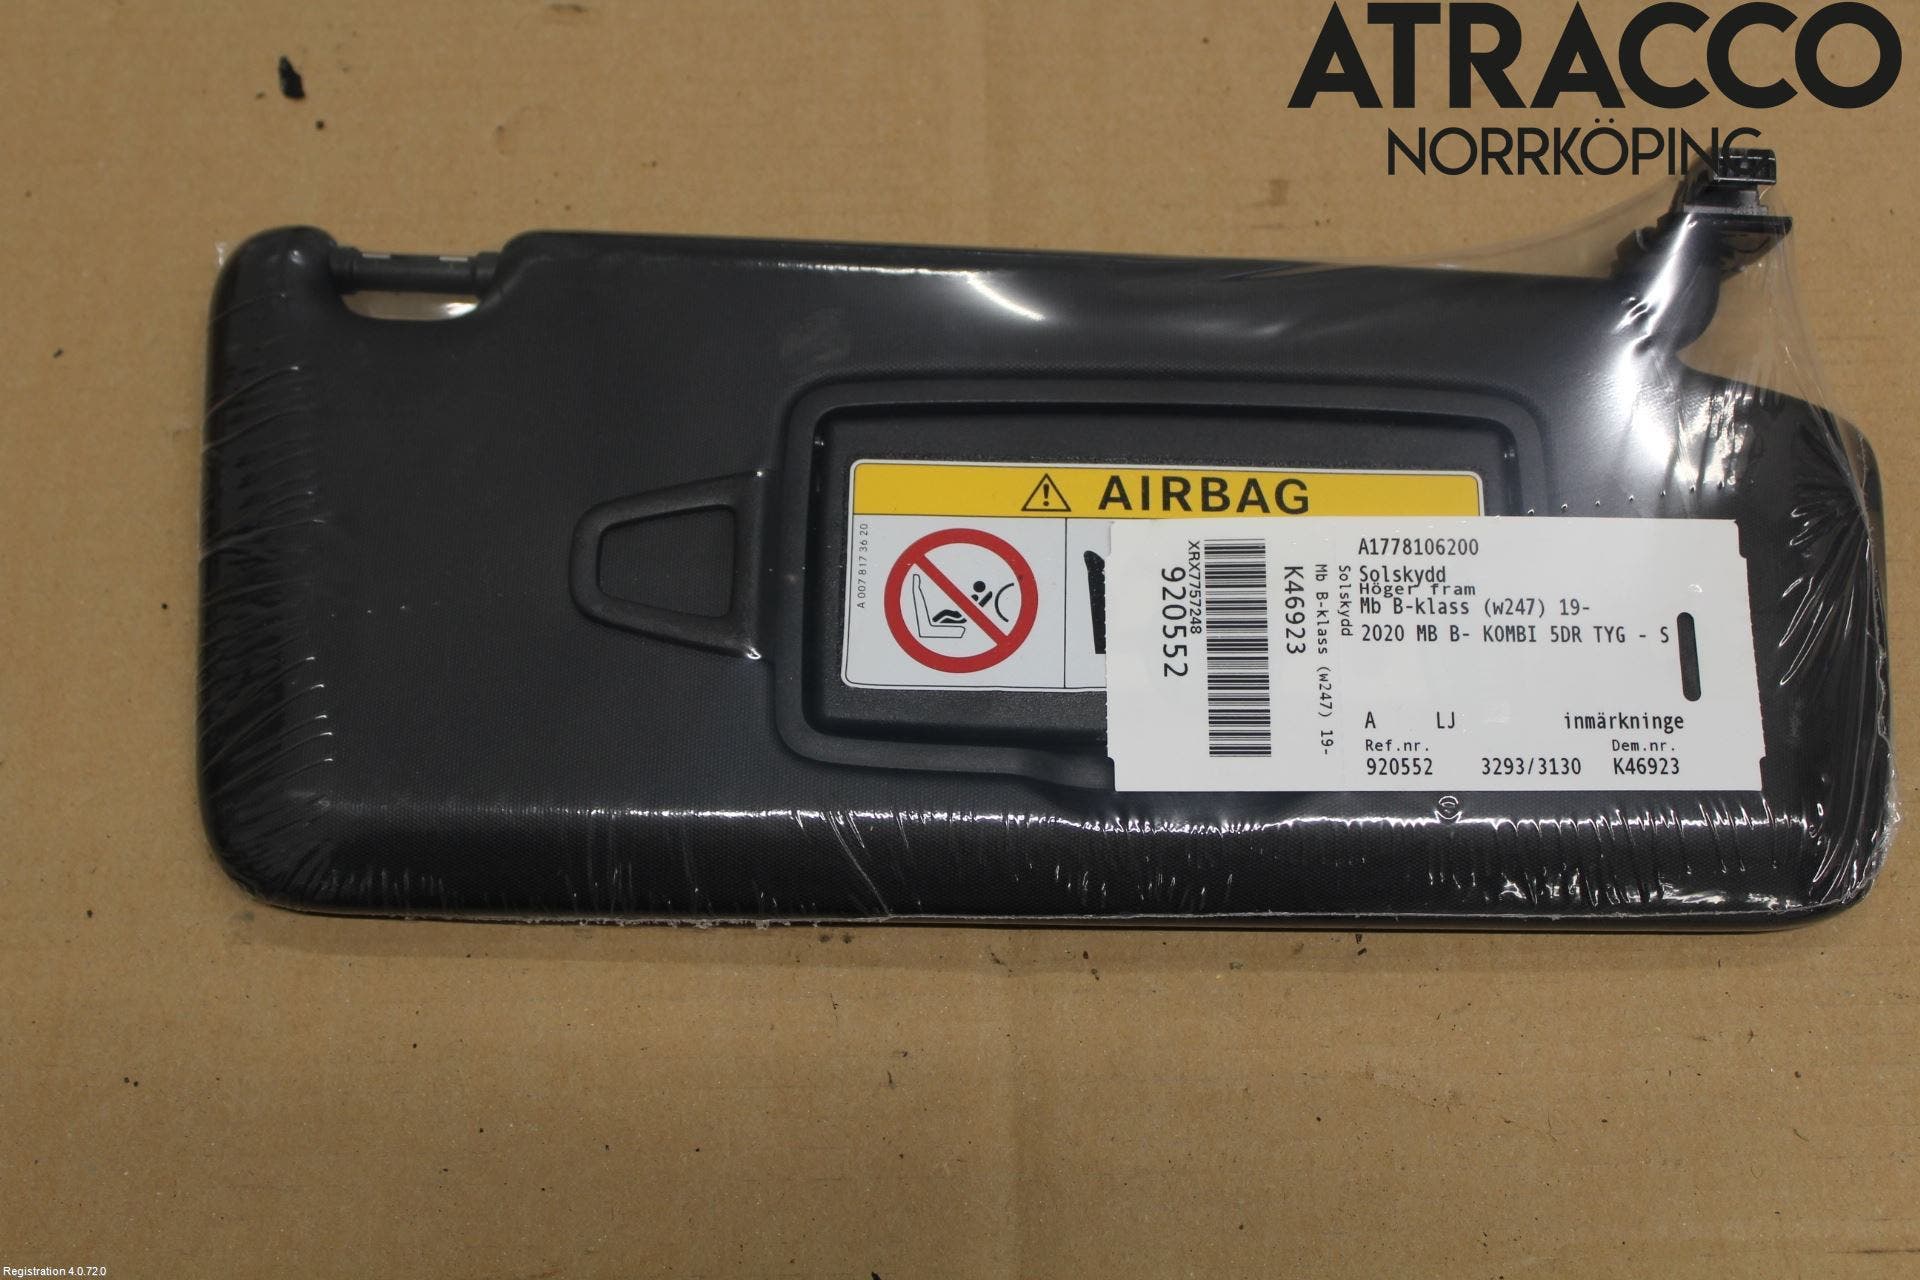 ATRACCO
NORRKÖPING
AIRBAG
A 007 817 36 20
A1778106200
Solskydd
Höger fram
Mb B-klass (w247) 19-
2020 MB B- KOMBI 5DR TYG - S
A LJ inmärkninge
Ref.nr. Dem.nr.
920552 3293/3130 K46923
Solskydd
Mb B-klass (w247) 19-
K46923
XRX7757248
920552
Registration 4.0.72.0